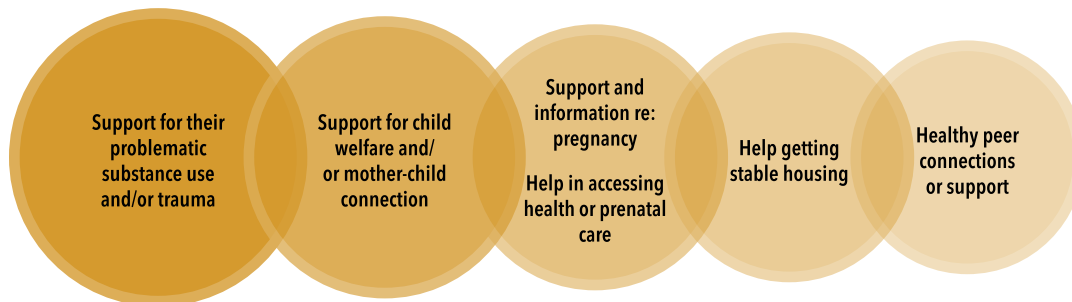 Support for their
problematic
substance use
and/or trauma
Support for child
welfare and/
or mother-child
connection
Support and
information re:
pregnancy
Help in accessing
health or prenatal
care
Help getting
stable housing
Healthy peer
connections
or support